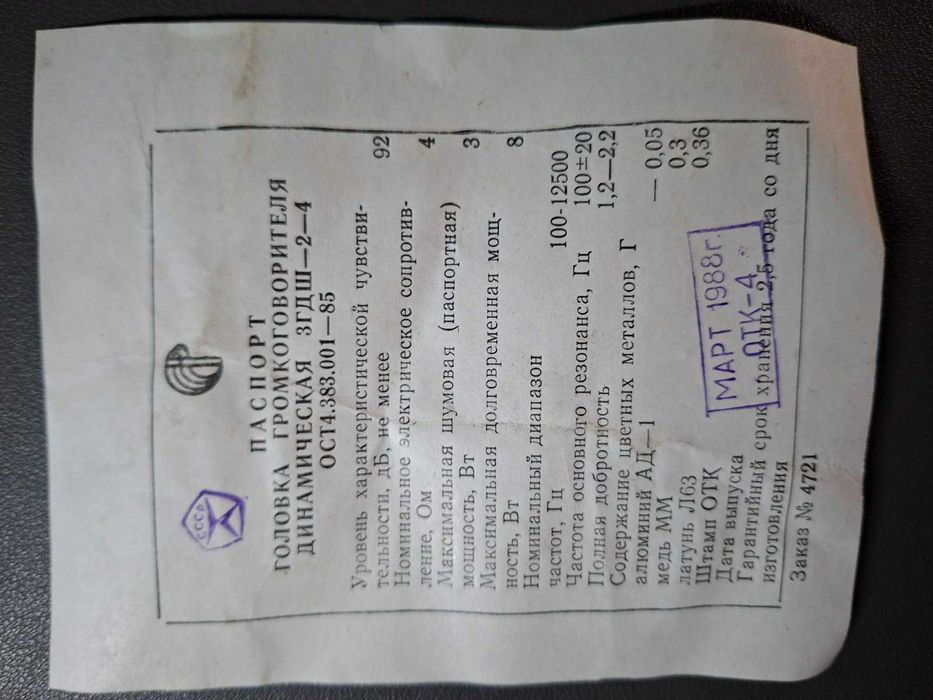 СССР
ПАСПОРТ
ГОЛОВКА ГРОМКОГОВОРИТЕЛЯ
ДИНАМИЧЕСКАЯ 3ГДШ—2—4
ОСТ4.383.001—85
Уровень характеристической чувстви-
тельности, дБ, не менее 92
Номинальное электрическое сопротив-
ление, Ом 4
Максимальная шумовая (паспортная)
мощность, Вт 3
Максимальная долговременная мощ-
ность, Вт 8
Номинальный диапазон
частот, Гц 100-12500
Частота основного резонанса, Гц 100±20
Полная добротность 1,2—2,2
Содержание цветных металлов, Г
алюминий АД—1 — 0,05
медь ММ 0,3
латунь Л63 0,36
Штамп ОТК
Дата выпуска
МАРТ 1988г.
ОТК-4
Гарантийный срок хранения 2,5 года со дня
изготовления
Заказ № 4721